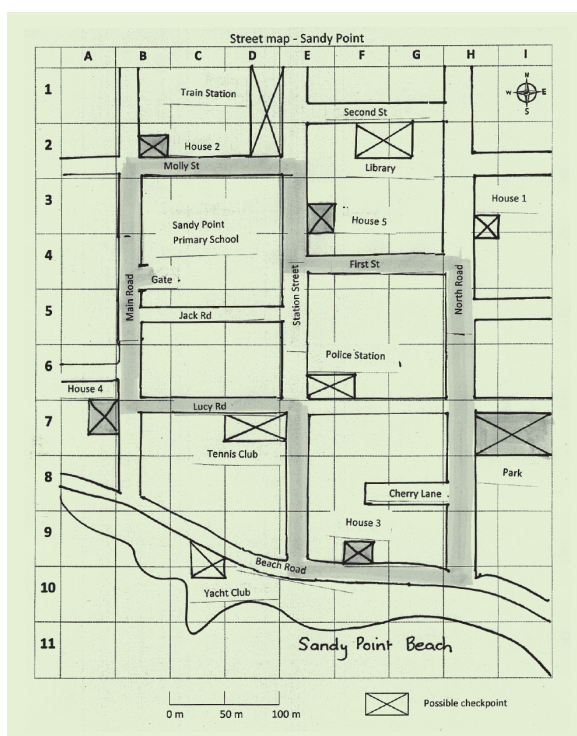 Street map - Sandy Point
A B C D E F G H I
1
Train Station
N
W E
S
Second St
2
House 2
Library
Molly St
3
House 1
House 5
Sandy Point
Primary School
4
First St
Gate
Main Road
Station Street
North Road
5
Jack Rd
Police Station
6
House 4
Lucy Rd
7
Tennis Club
Park
8
Cherry Lane
House 3
9
Beach Road
10
Yacht Club
11
Sandy Point Beach
0 m 50 m 100 m
Possible checkpoint